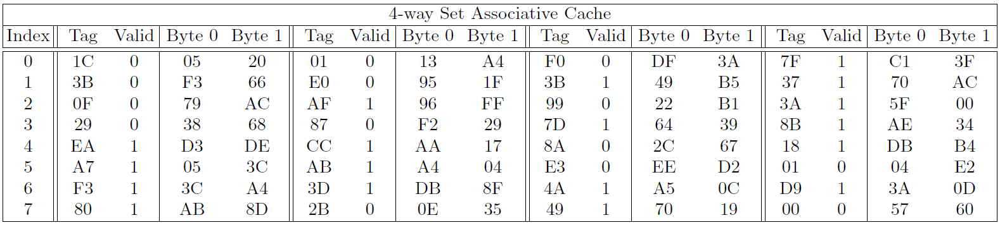 4-way Set Associative Cache
Index Tag Valid Byte 0 Byte 1 Tag Valid Byte 0 Byte 1 Tag Valid Byte 0 Byte 1 Tag Valid Byte 0 Byte 1
0 1C 0 05 20 01 0 13 A4 F0 0 DF 3A 7F 1 C1 3F
1 3B 0 F3 66 E0 0 95 1F 3B 1 49 B5 37 1 70 AC
2 0F 0 79 AC AF 1 96 FF 99 0 22 B1 3A 1 5F 00
3 29 0 38 68 87 0 F2 29 7D 1 64 39 8B 1 AE 34
4 EA 1 D3 DE CC 1 AA 17 8A 0 2C 67 18 1 DB B4
5 A7 1 05 3C AB 1 A4 04 E3 0 EE D2 01 0 04 E2
6 F3 1 3C A4 3D 1 DB 8F 4A 1 A5 0C D9 1 3A 0D
7 80 1 AB 8D 2B 0 0E 35 49 1 70 19 00 0 57 60